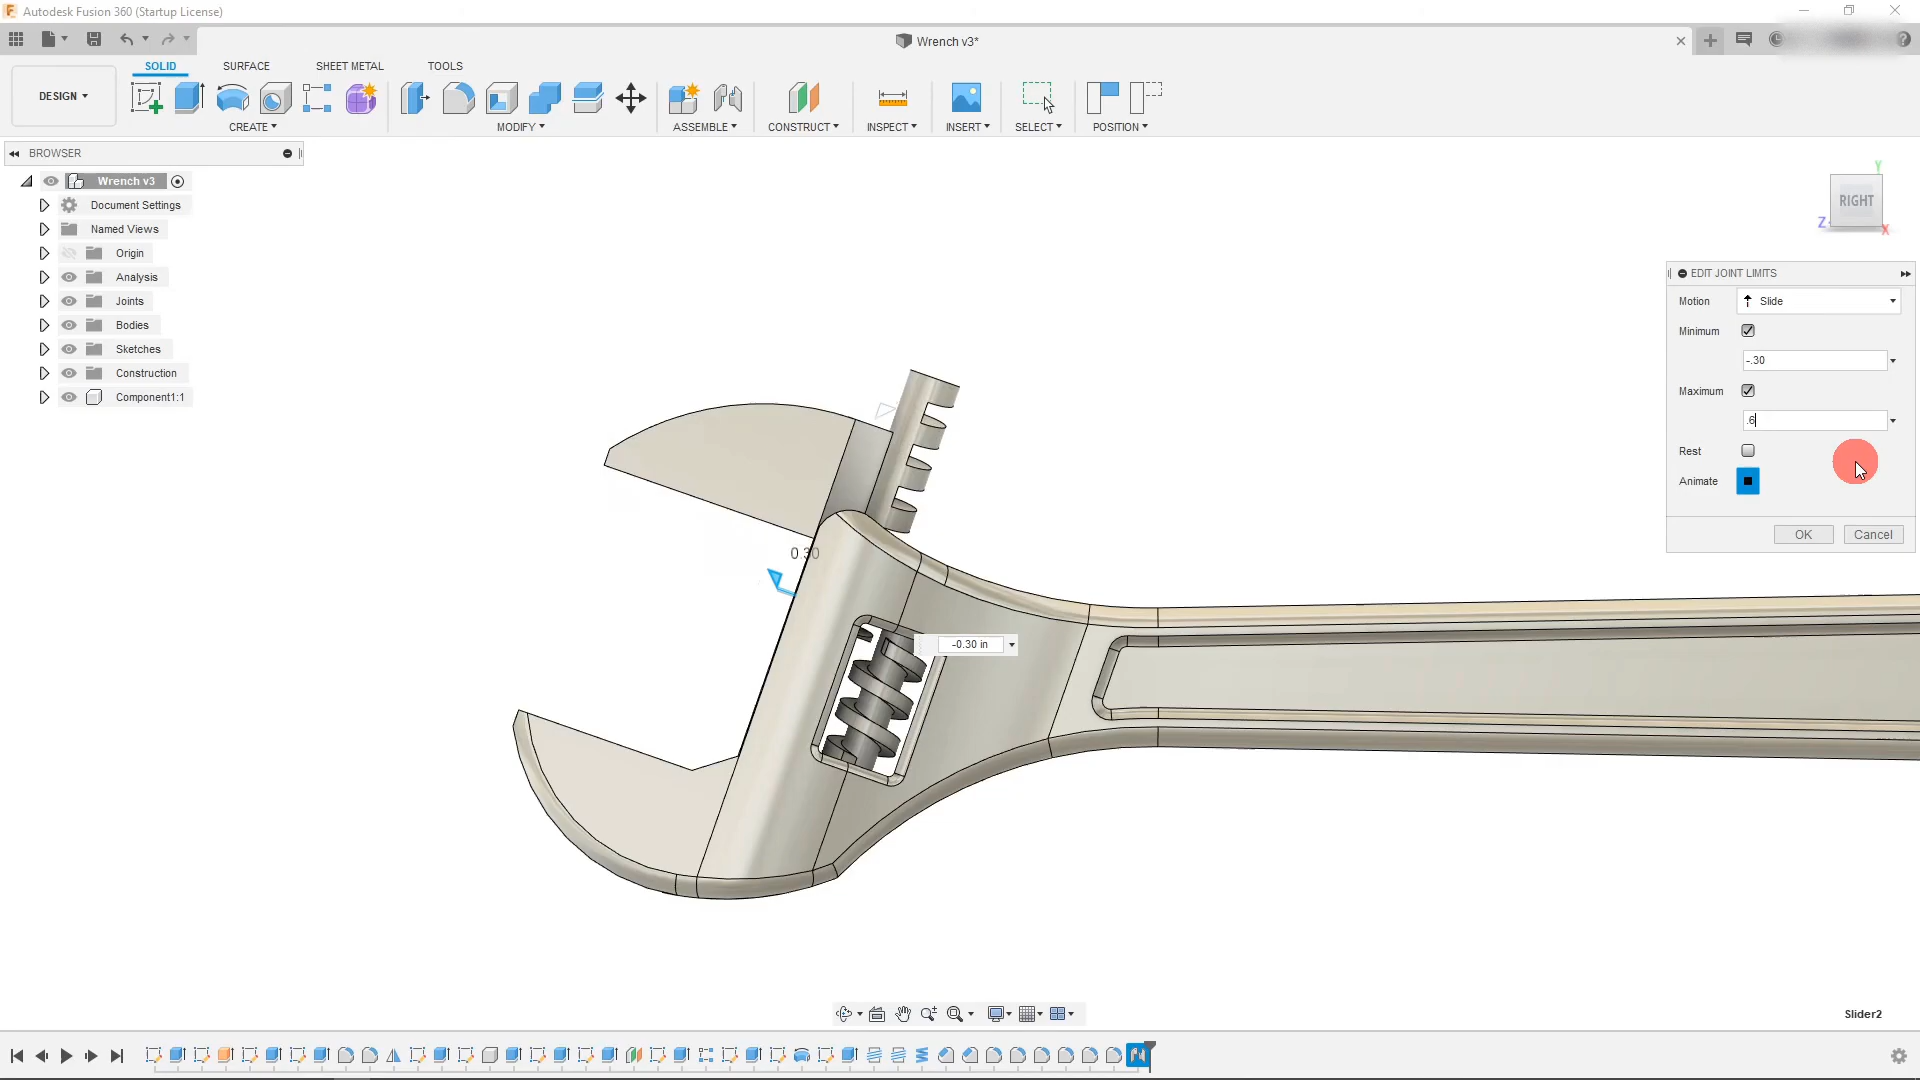 Autodesk Fusion 360 (Startup License)
Wrench v3*
SOLID
SURFACE
SHEET METAL
TOOLS
DESIGN
CREATE
MODIFY
ASSEMBLE
CONSTRUCT
INSPECT
INSERT
SELECT
POSITION
BROWSER
Wrench v3
Document Settings
Named Views
Origin
Analysis
Joints
Bodies
Sketches
Construction
Component1:1
Y
RIGHT
Z
X
EDIT JOINT LIMITS
Motion Slide
Minimum
-.30
Maximum
.6
Rest
Animate
OK Cancel
0.30
-0.30 in
Slider2